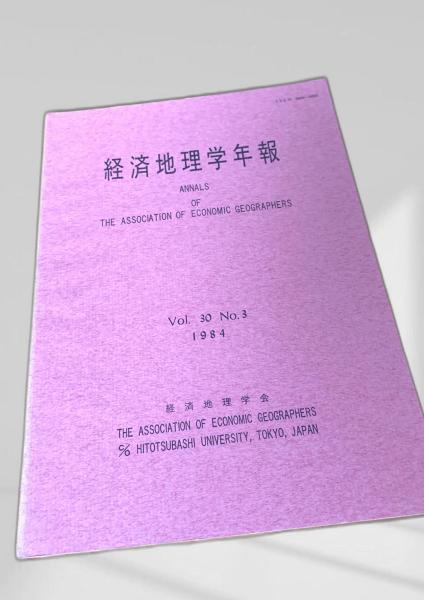 経済地理学年報
ANNALS
OF
THE ASSOCIATION OF ECONOMIC GEOGRAPHERS
Vol. 30 No.3
1984
経済地理学会
THE ASSOCIATION OF ECONOMIC GEOGRAPHERS
℅ HITOTSUBASHI UNIVERSITY, TOKYO, JAPAN